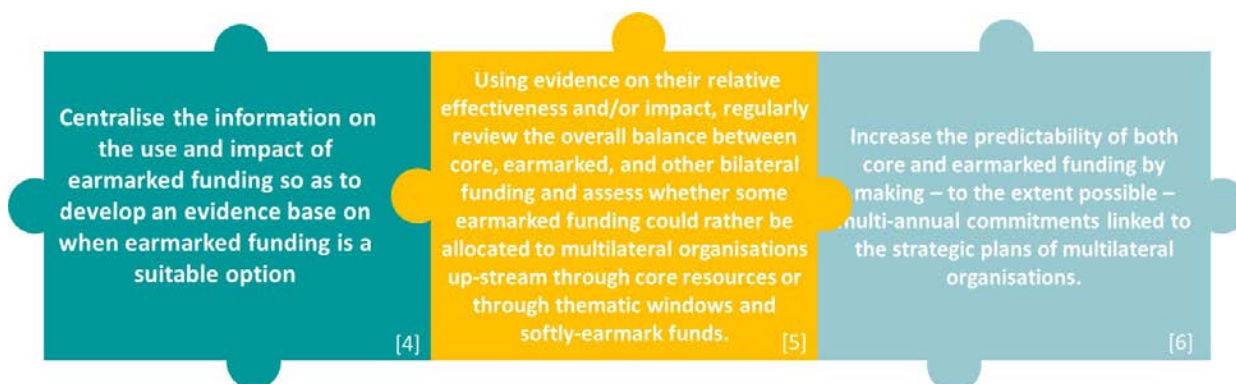 Centralise the information on
the use and impact of
earmarked funding so as to
develop an evidence base on
when earmarked funding is a
suitable option
[4]
Using evidence on their relative
effectiveness and/or impact, regularly
review the overall balance between
core, earmarked, and other bilateral
funding and assess whether some
earmarked funding could rather be
allocated to multilateral organisations
up-stream through core resources or
through thematic windows and
softly-earmark funds.
[5]
Increase the predictability of both
core and earmarked funding by
making – to the extent possible –
multi-annual commitments linked to
the strategic plans of multilateral
organisations.
[6]